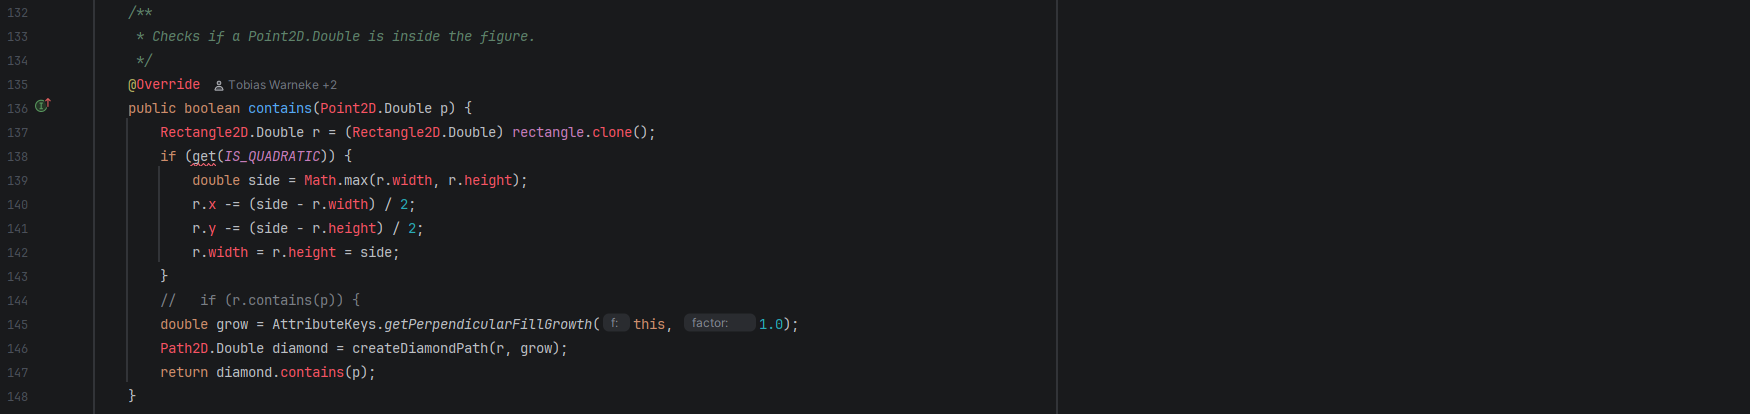 132 /**
133 * Checks if a Point2D.Double is inside the figure.
134 */
135 @Override Tobias Warneke +2
136 public boolean contains(Point2D.Double p) {
137 Rectangle2D.Double r = (Rectangle2D.Double) rectangle.clone();
138 if (get(IS_QUADRATIC)) {
139 double side = Math.max(r.width, r.height);
140 r.x -= (side - r.width) / 2;
141 r.y -= (side - r.height) / 2;
142 r.width = r.height = side;
143 }
144 //   if (r.contains(p)) {
145 double grow = AttributeKeys.getPerpendicularFillGrowth( f: this, factor: 1.0);
146 Path2D.Double diamond = createDiamondPath(r, grow);
147 return diamond.contains(p);
148 }